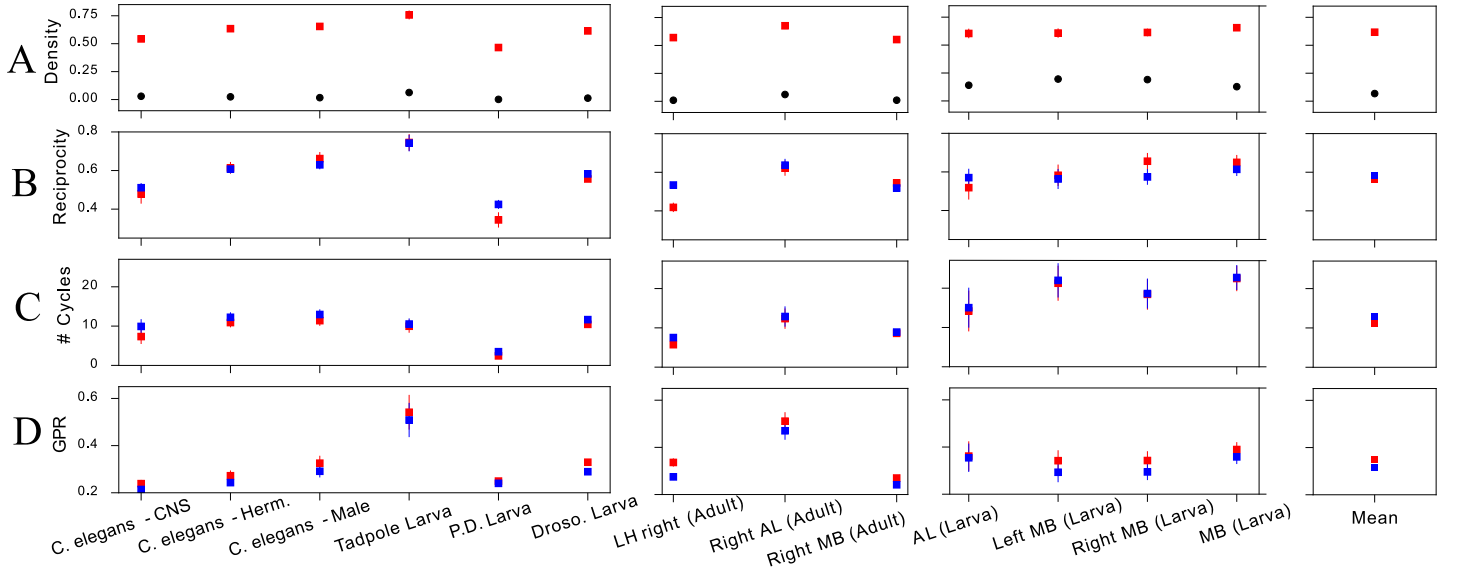 A
Density
0.75
0.50
0.25
0.00
B
Reciprocity
0.8
0.6
0.4
C
# Cycles
20
10
0
D
GPR
0.6
0.4
0.2
C. elegans - CNS
C. elegans - Herm.
C. elegans - Male
Tadpole Larva
P.D. Larva
Droso. Larva
LH right (Adult)
Right AL (Adult)
Right MB (Adult)
AL (Larva)
Left MB (Larva)
Right MB (Larva)
MB (Larva)
Mean